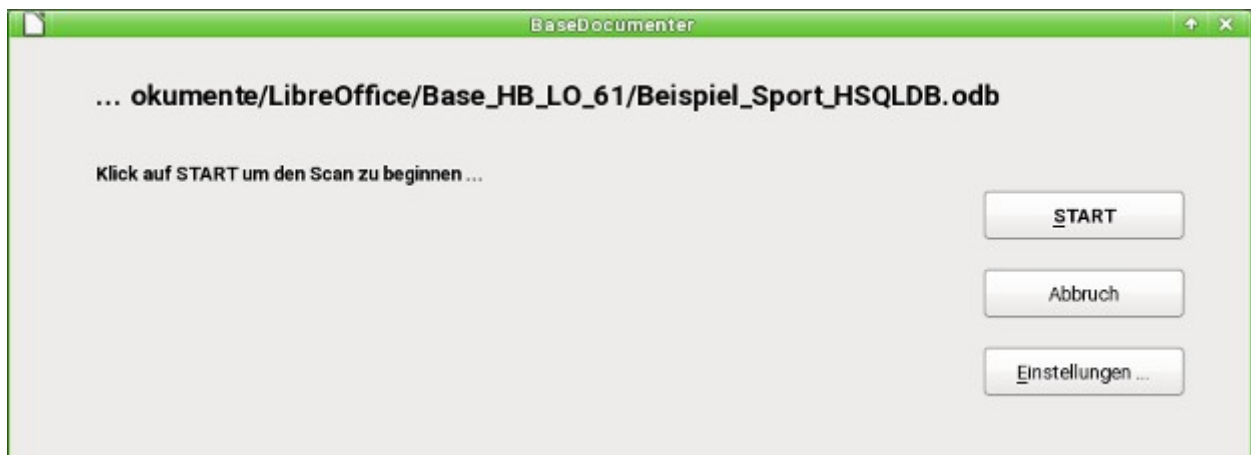 BaseDocumenter
... okumente/LibreOffice/Base_HB_LO_61/Beispiel_Sport_HSQLDB.odb
Klick auf START um den Scan zu beginnen ...
START
Abbruch
Einstellungen ...